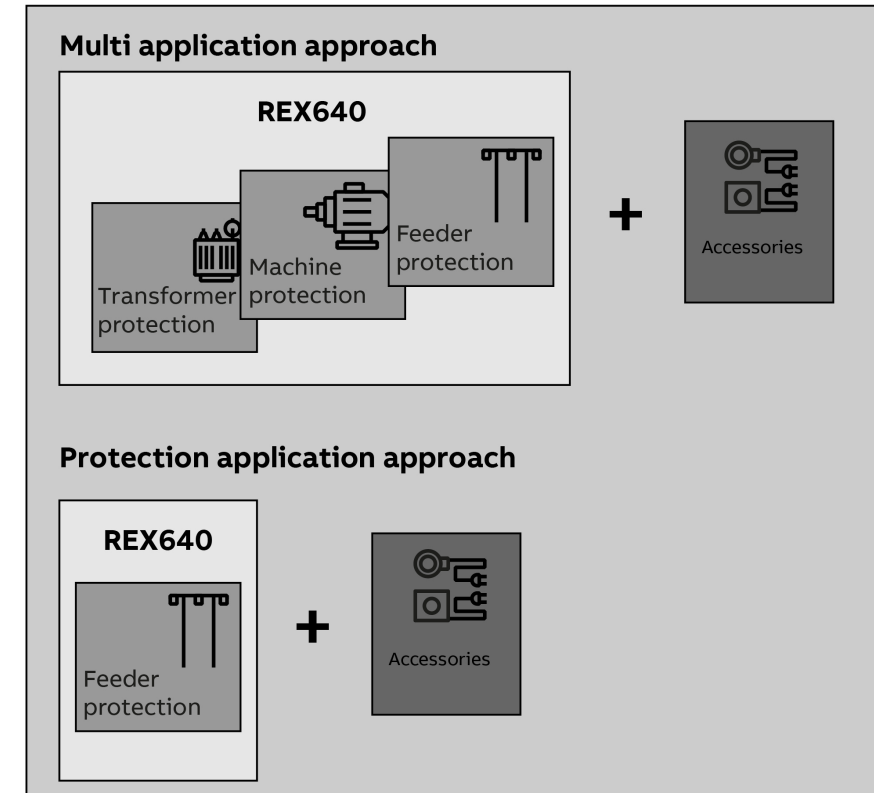 Multi application approach
REX640
Transformer
protection
Machine
protection
Feeder
protection
+
Accessories
Protection application approach
REX640
Feeder
protection
+
Accessories